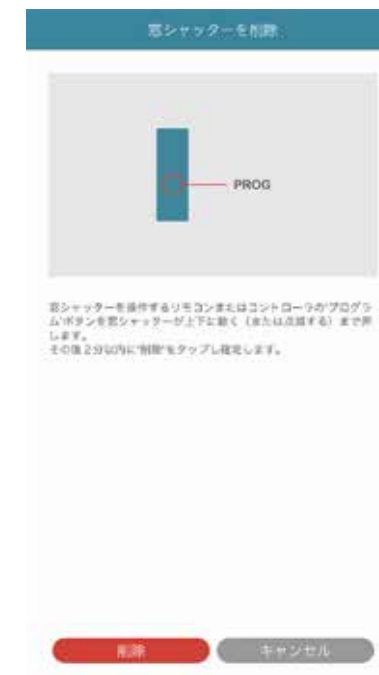 窓シャッターを削除
PROG
窓シャッターを操作するリモコンまたはコントローラの"プログラ
ム"ボタンを窓シャッターが上下に動く（または点滅する）まで押
します。
その後2分以内に"削除"をタップし確定します。
削除
キャンセル